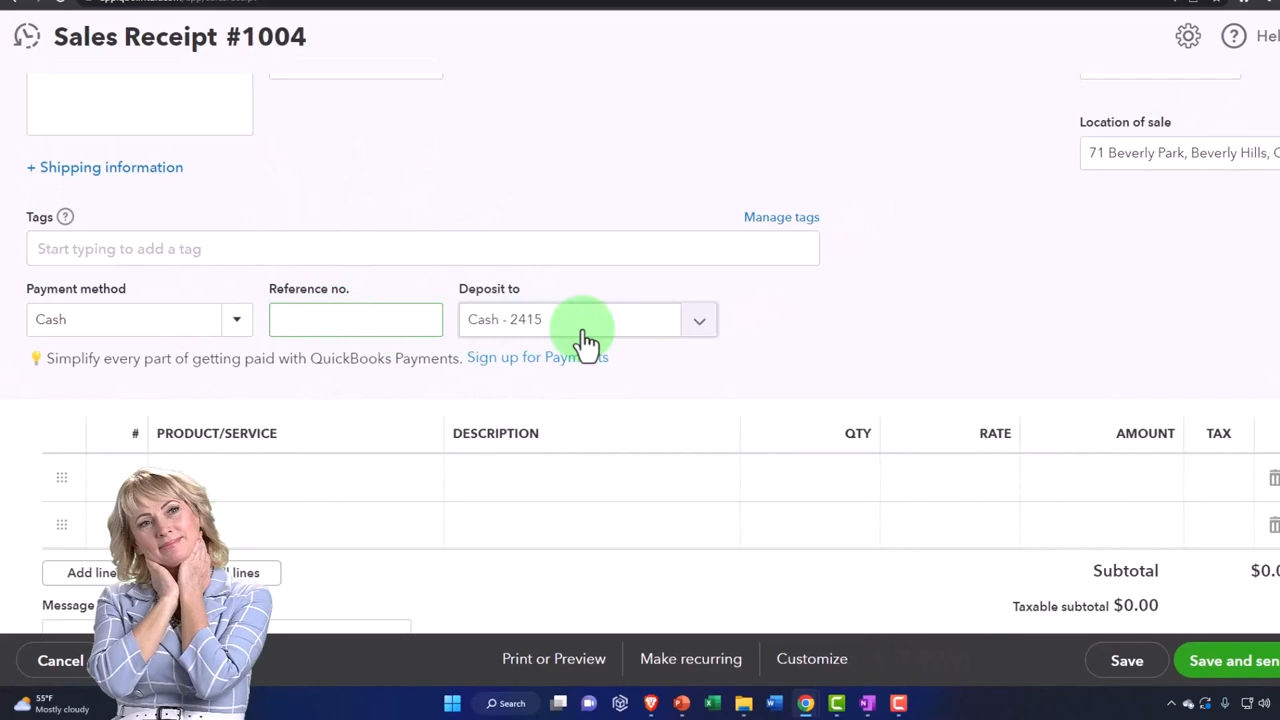 Sales Receipt #1004
Hel
Location of sale
71 Beverly Park, Beverly Hills, C
+ Shipping information
Tags ?
Manage tags
Start typing to add a tag
Payment method
Reference no.
Deposit to
Cash
Cash - 2415
Simplify every part of getting paid with QuickBooks Payments. Sign up for Payments
# PRODUCT/SERVICE DESCRIPTION QTY RATE AMOUNT TAX
Add line
l lines
Subtotal $0.0
Message
Taxable subtotal $0.00
Cancel
Print or Preview
Make recurring
Customize
Save
Save and sen
55°F
Mostly cloudy
Search